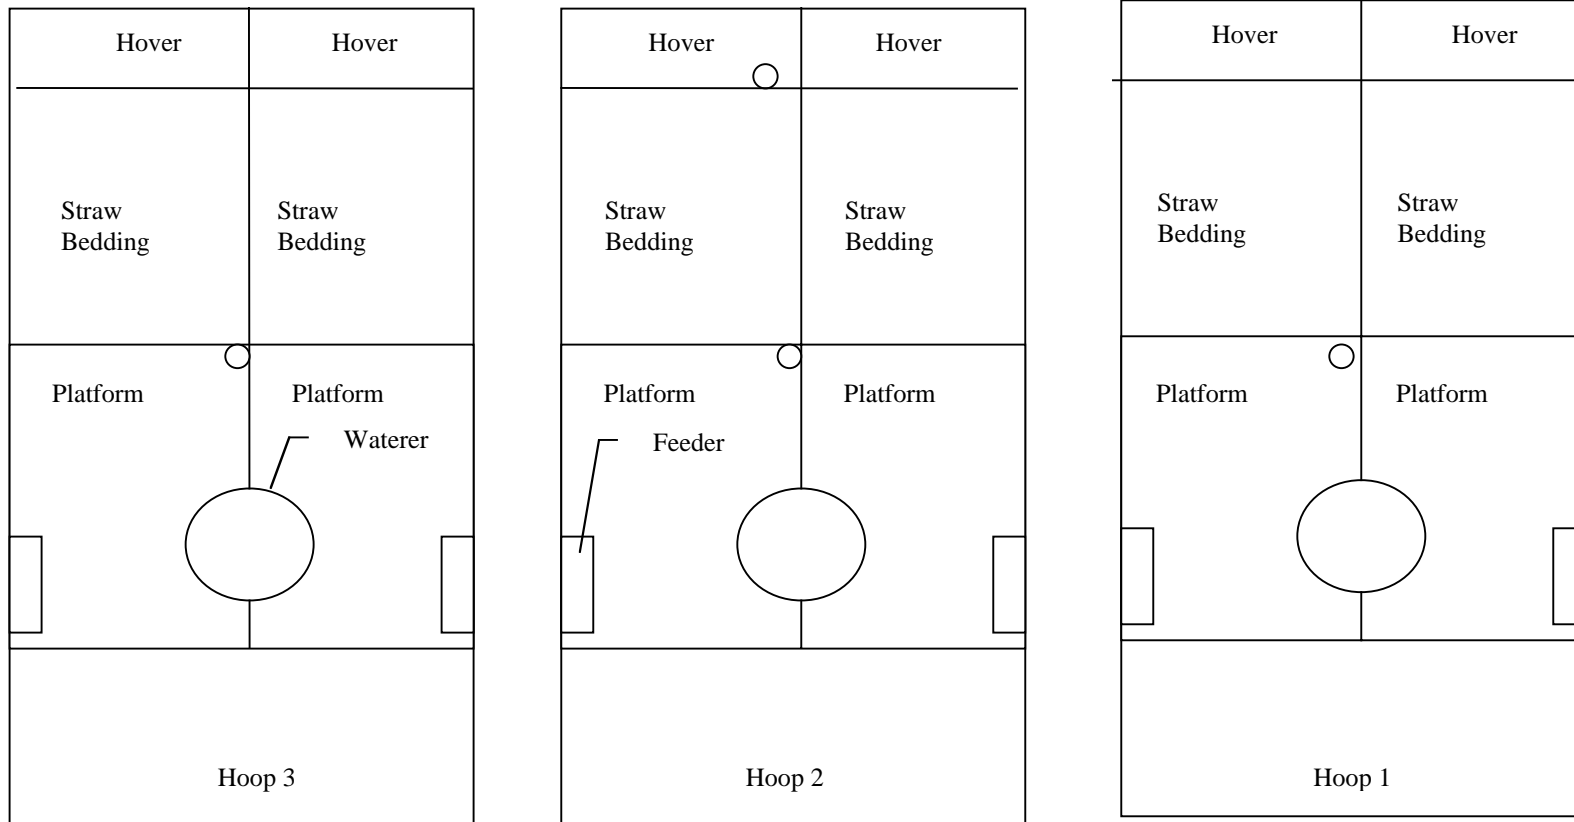 Hover Hover Hover Hover Hover Hover
Straw Straw Straw Straw Straw Straw
Bedding Bedding Bedding Bedding Bedding Bedding
Platform Platform Platform Platform Platform Platform
Waterer Feeder
Hoop 3 Hoop 2 Hoop 1